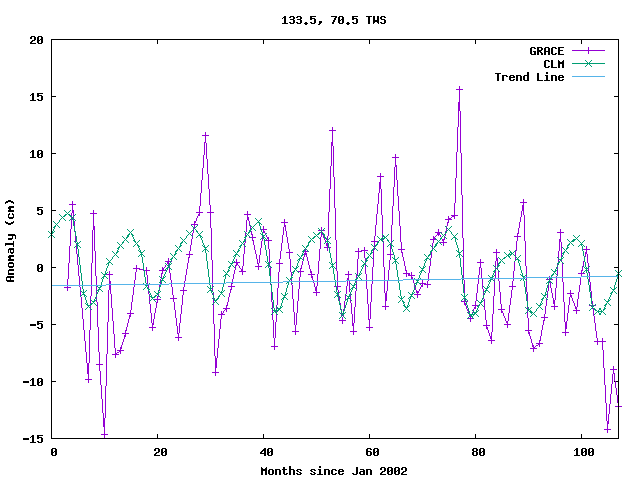 133.5, 70.5 TWS
20
GRACE
CLM
Trend Line
15
10
5
0
-5
-10
-15
Anomaly (cm)
0 20 40 60 80 100
Months since Jan 2002